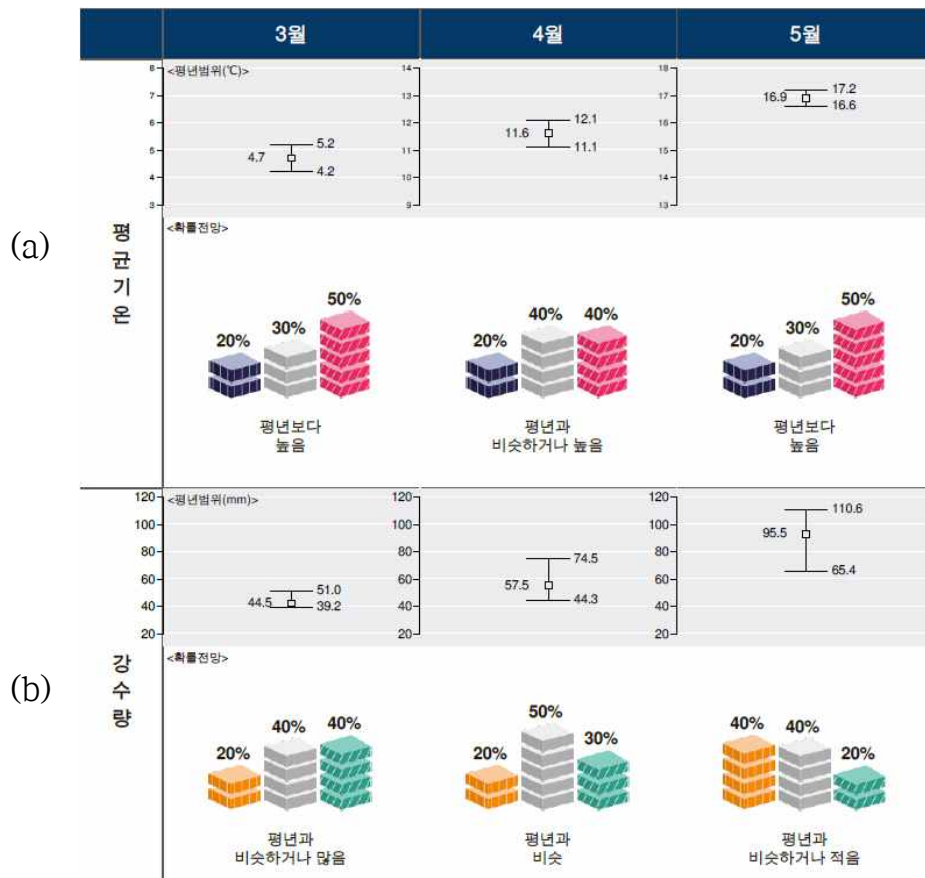 3월 4월 5월
(a)
평균기온
<평년범위(℃)>
8
7
6
5
4
3
5.2
4.7
4.2
14
13
12
11
10
9
12.1
11.6
11.1
18
17
16
15
14
13
17.2
16.9
16.6
<확률전망>
20% 30% 50%
평년보다
높음
20% 40% 40%
평년과
비슷하거나 높음
20% 30% 50%
평년보다
높음
(b)
강수량
<평년범위(mm)>
120
100
80
60
40
20
51.0
44.5
39.2
120
100
80
60
40
20
74.5
57.5
44.3
120
100
80
60
40
20
110.6
95.5
65.4
<확률전망>
20% 40% 40%
평년과
비슷하거나 많음
20% 50% 30%
평년과
비슷
40% 40% 20%
평년과
비슷하거나 적음